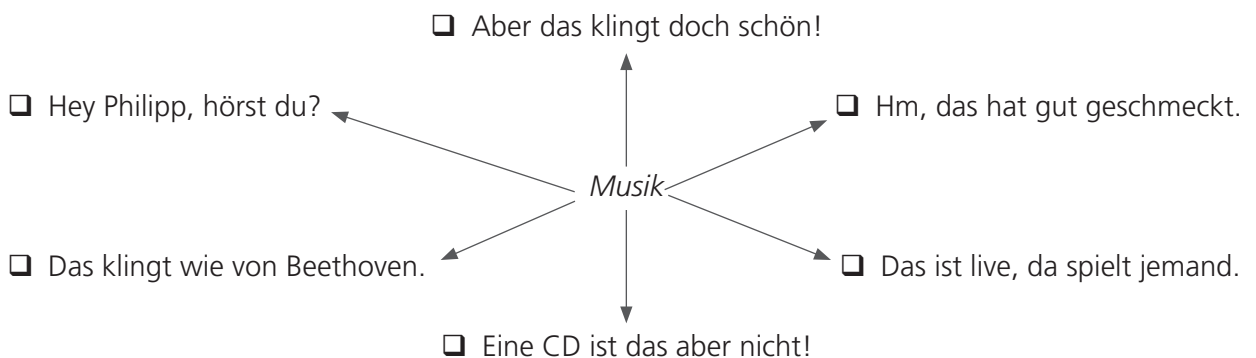 ❑ Aber das klingt doch schön!
❑ Hey Philipp, hörst du?
❑ Hm, das hat gut geschmeckt.
Musik
❑ Das klingt wie von Beethoven.
❑ Das ist live, da spielt jemand.
❑ Eine CD ist das aber nicht!